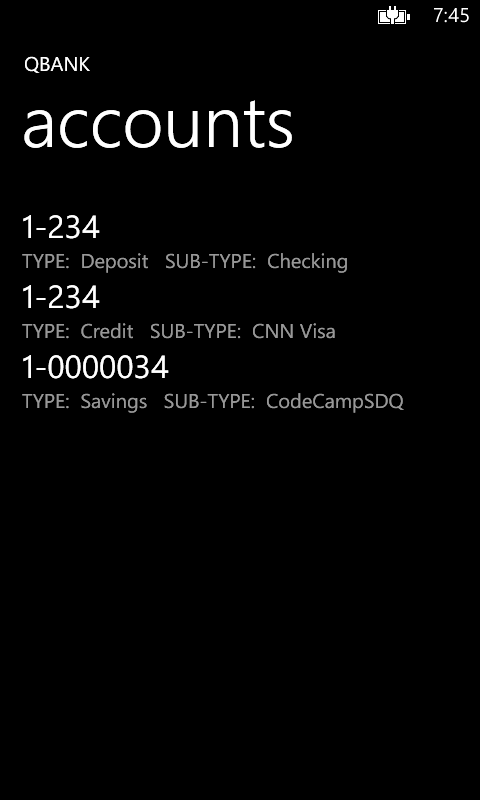 7:45
QBANK
accounts
1-234
TYPE: Deposit SUB-TYPE: Checking
1-234
TYPE: Credit SUB-TYPE: CNN Visa
1-0000034
TYPE: Savings SUB-TYPE: CodeCampSDQ